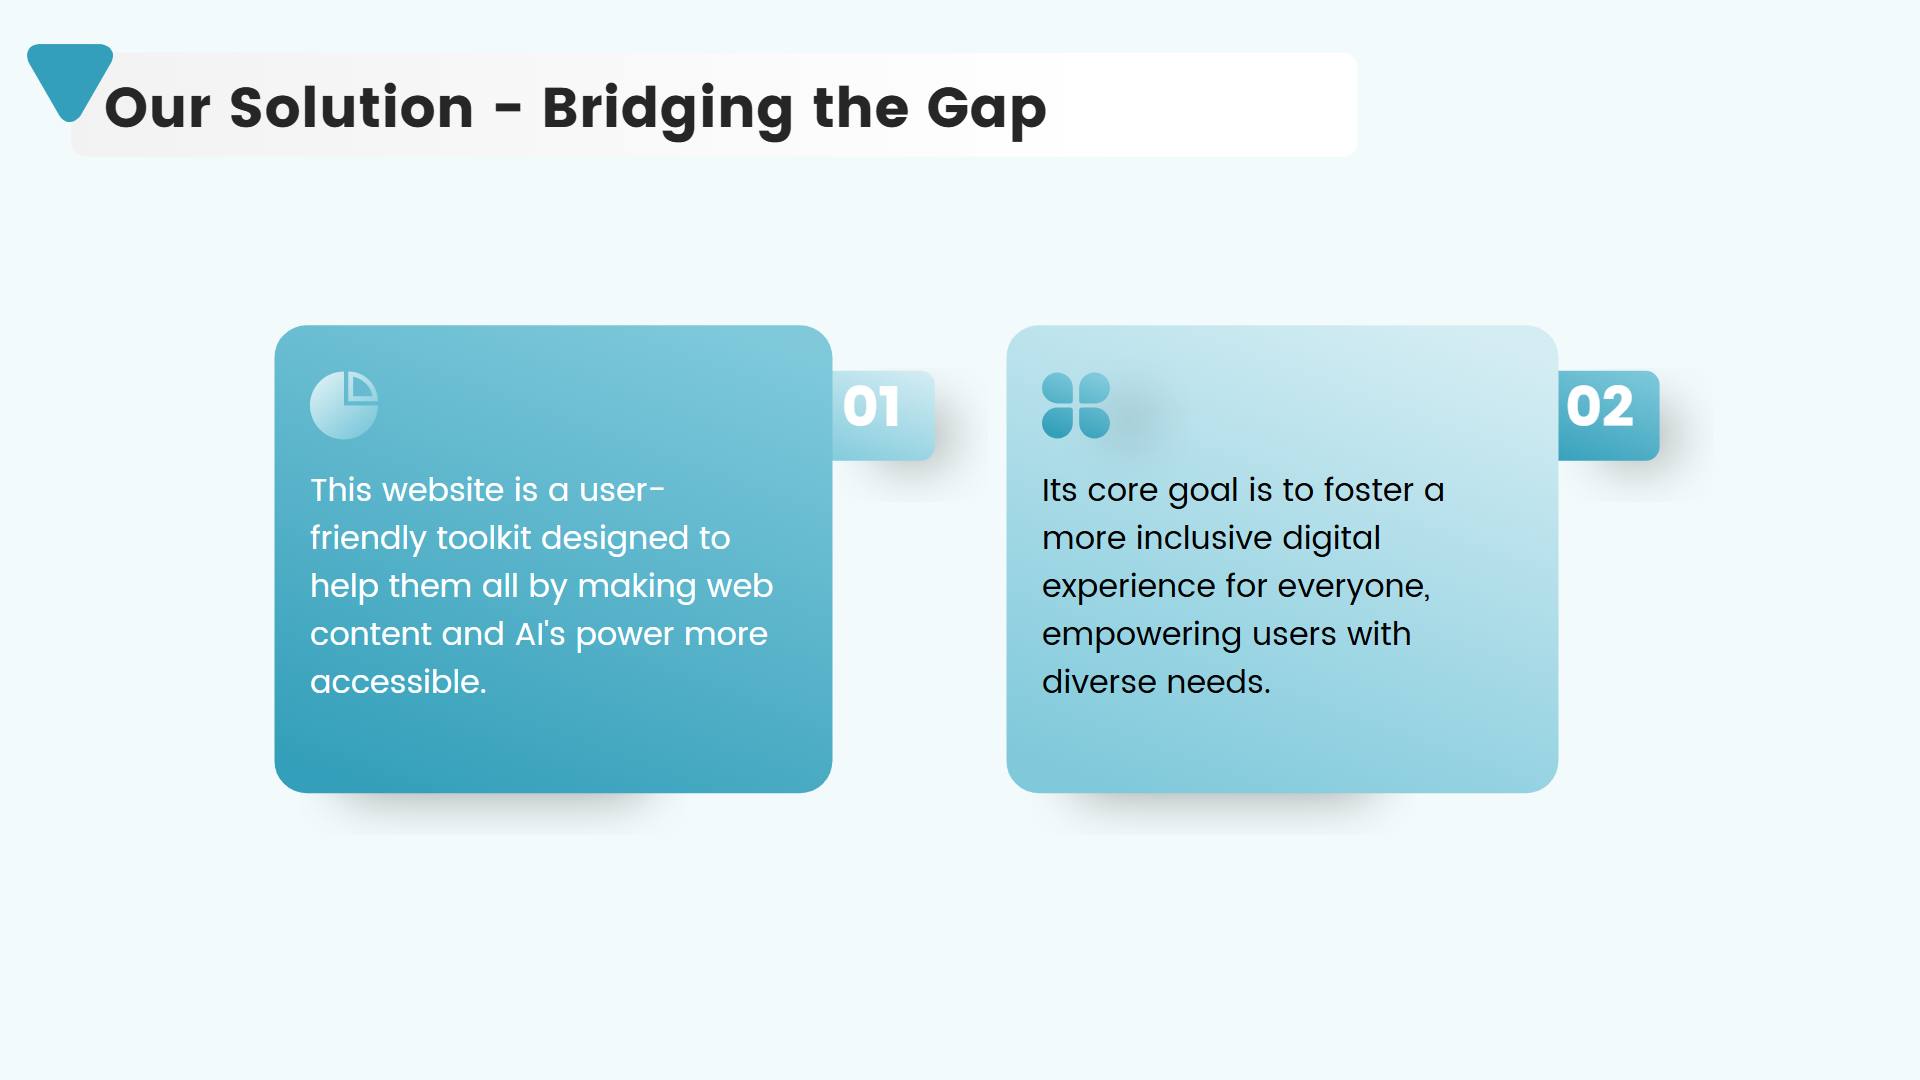 Our Solution - Bridging the Gap
01
This website is a user-
friendly toolkit designed to
help them all by making web
content and AI's power more
accessible.
02
Its core goal is to foster a
more inclusive digital
experience for everyone,
empowering users with
diverse needs.